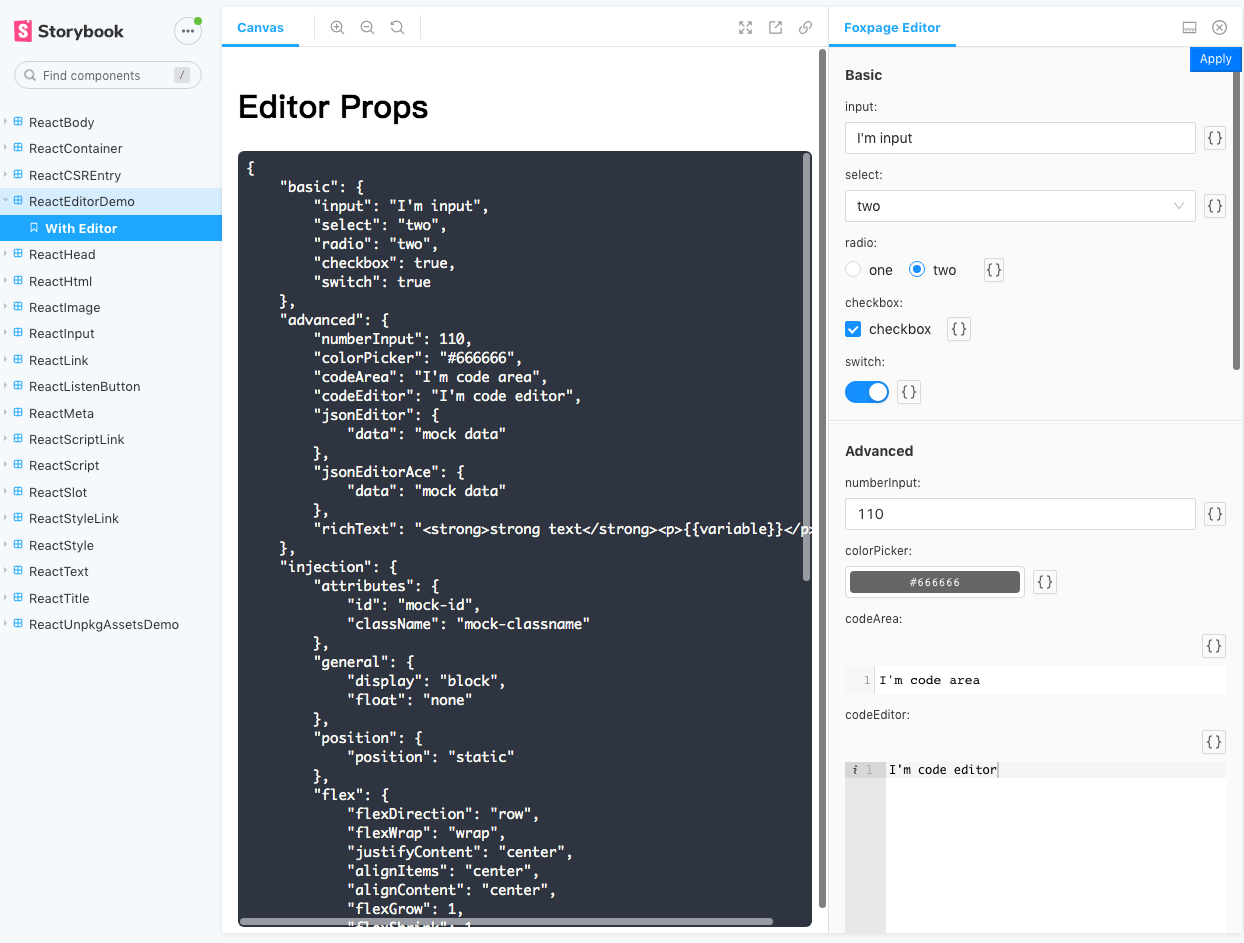 Storybook
Find components
/
ReactBody
ReactContainer
ReactCSREntry
ReactEditorDemo
With Editor
ReactHead
ReactHtml
ReactImage
ReactInput
ReactLink
ReactListenButton
ReactMeta
ReactScriptLink
ReactScript
ReactSlot
ReactStyleLink
ReactStyle
ReactText
ReactTitle
ReactUnpkgAssetsDemo
Canvas
Editor Props
{
    "basic": {
        "input": "I'm input",
        "select": "two",
        "radio": "two",
        "checkbox": true,
        "switch": true
    },
    "advanced": {
        "numberInput": 110,
        "colorPicker": "#666666",
        "codeArea": "I'm code area",
        "codeEditor": "I'm code editor",
        "jsonEditor": {
            "data": "mock data"
        },
        "jsonEditorAce": {
            "data": "mock data"
        },
        "richText": "<strong>strong text</strong><p>{{variable}}</p>
    },
    "injection": {
        "attributes": {
            "id": "mock-id",
            "className": "mock-classname"
        },
        "general": {
            "display": "block",
            "float": "none"
        },
        "position": {
            "position": "static"
        },
        "flex": {
            "flexDirection": "row",
            "flexWrap": "wrap",
            "justifyContent": "center",
            "alignItems": "center",
            "alignContent": "center",
            "flexGrow": 1,
            "flexShrink": 1
Foxpage Editor
Apply
Basic
input:
I'm input
{}
select:
two
{}
radio:
one two {}
checkbox:
checkbox {}
switch:
{}
Advanced
numberInput:
110
{}
colorPicker:
#666666
{}
codeArea:
{}
1 I'm code area
codeEditor:
{}
i 1 I'm code editor